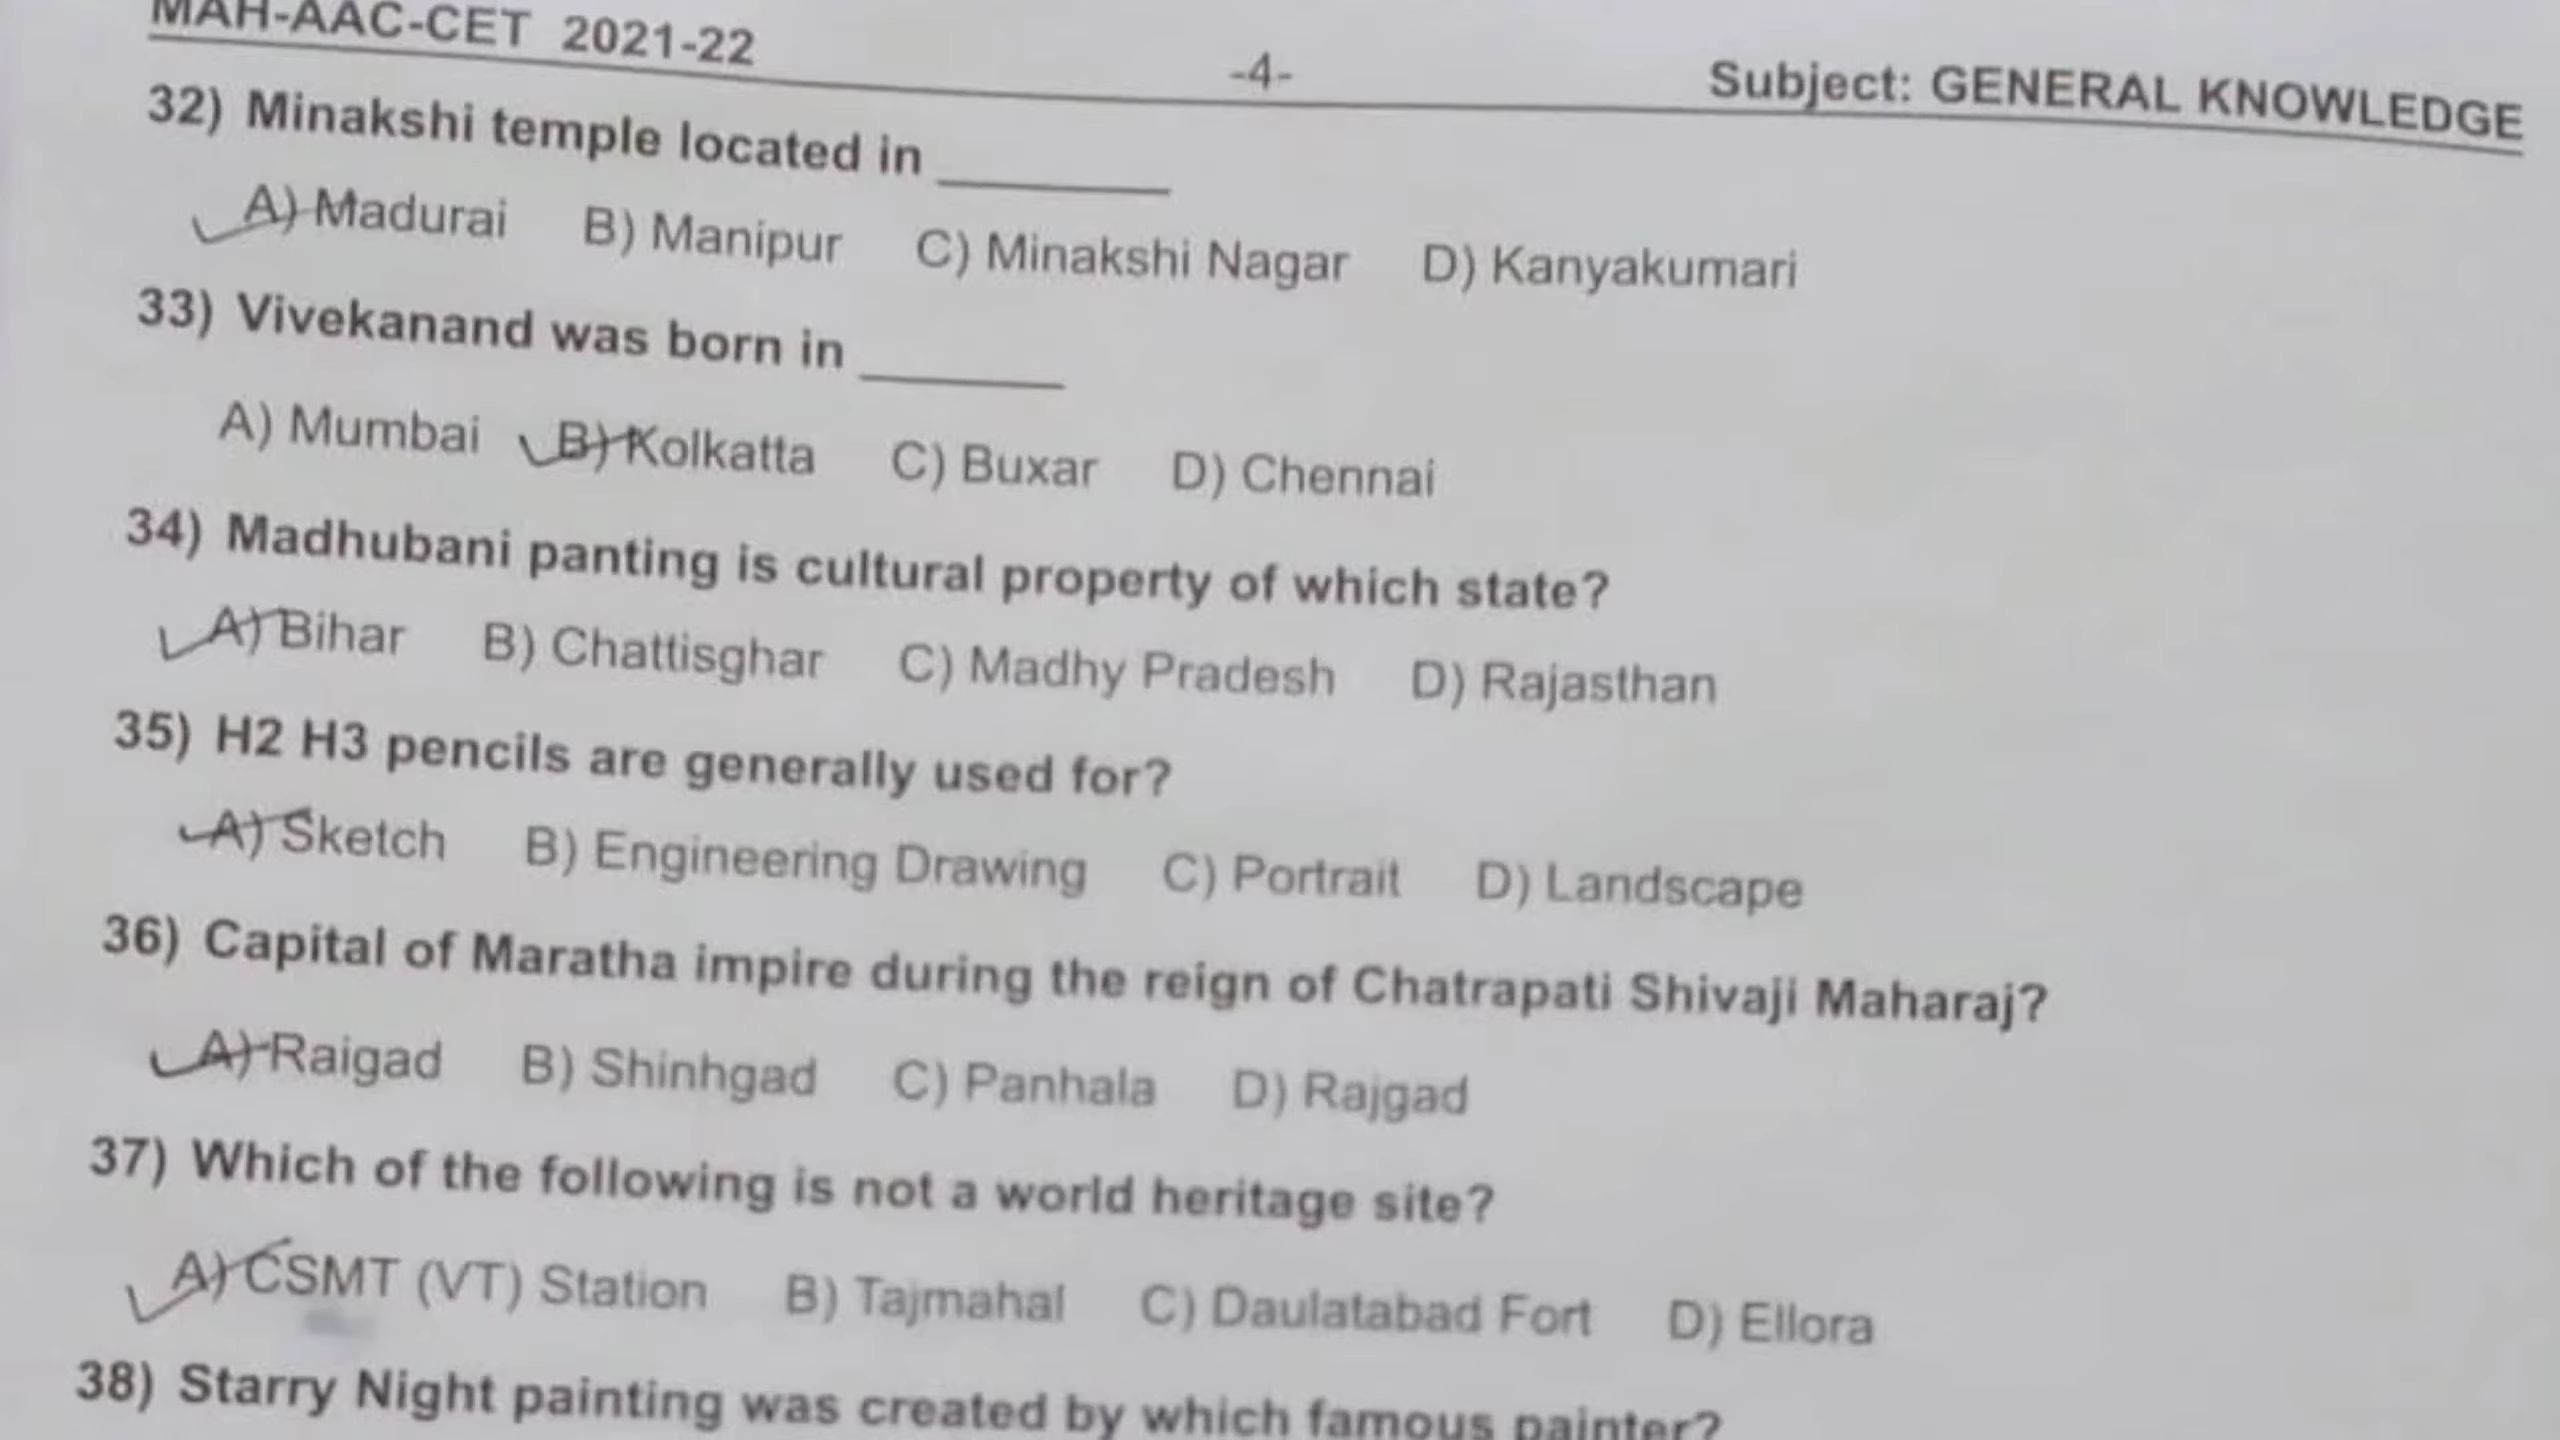 MAH-AAC-CET 2021-22 -4- Subject: GENERAL KNOWLEDGE
32) Minakshi temple located in ________
A) Madurai B) Manipur C) Minakshi Nagar D) Kanyakumari
33) Vivekanand was born in _______
A) Mumbai B) Kolkatta C) Buxar D) Chennai
34) Madhubani panting is cultural property of which state?
A) Bihar B) Chattisghar C) Madhy Pradesh D) Rajasthan
35) H2 H3 pencils are generally used for?
A) Sketch B) Engineering Drawing C) Portrait D) Landscape
36) Capital of Maratha impire during the reign of Chatrapati Shivaji Maharaj?
A) Raigad B) Shinhgad C) Panhala D) Rajgad
37) Which of the following is not a world heritage site?
A) CSMT (VT) Station B) Tajmahal C) Daulatabad Fort D) Ellora
38) Starry Night painting was created by which famous painter?